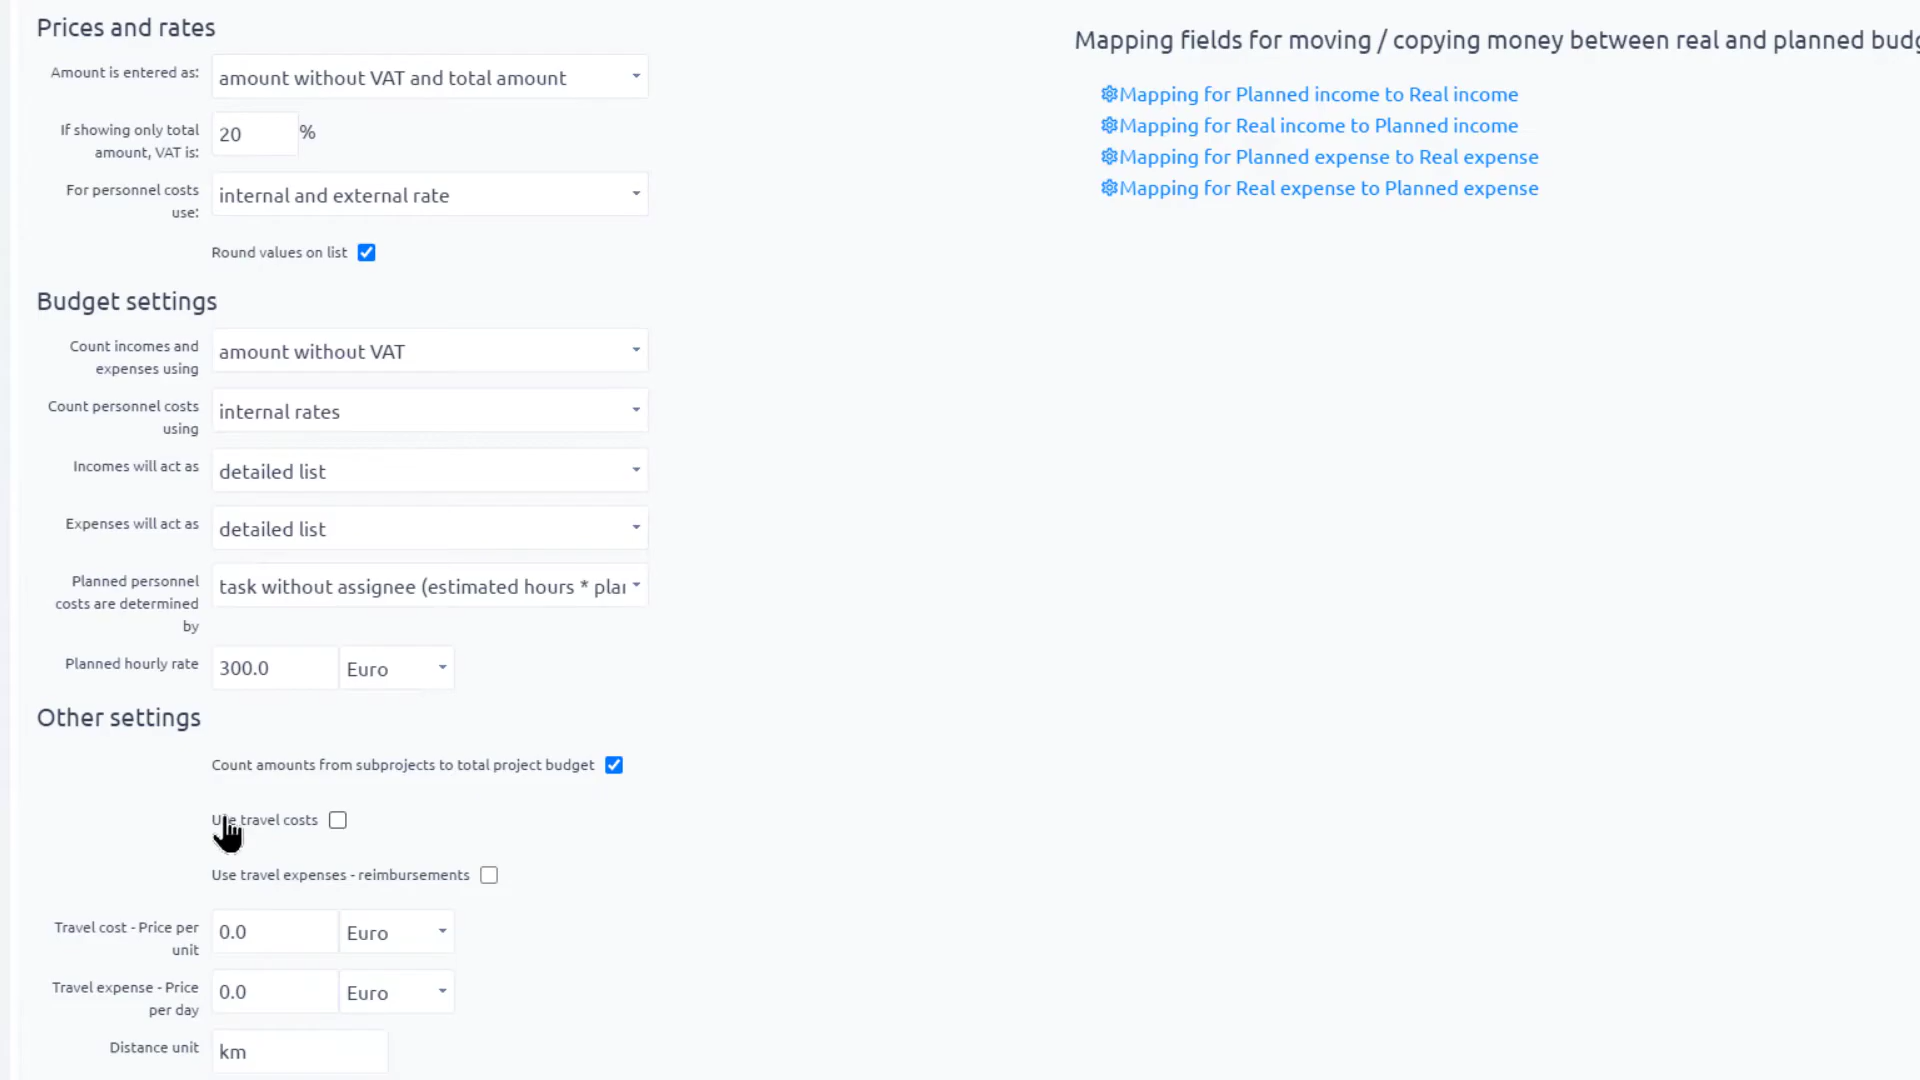 Prices and rates
Amount is entered as:
amount without VAT and total amount
If showing only total
amount, VAT is:
20
%
For personnel costs
use:
internal and external rate
Round values on list
Budget settings
Count incomes and
expenses using
amount without VAT
Count personnel costs
using
internal rates
Incomes will act as
detailed list
Expenses will act as
detailed list
Planned personnel
costs are determined
by
task without assignee (estimated hours *
Planned hourly rate
300.0
Euro
Other settings
Count amounts from subprojects to total project budget
Use travel costs
Use travel expenses - reimbursements
Travel cost - Price per
unit
0.0
Euro
Travel expense - Price
per day
0.0
Euro
Distance unit
km
Mapping fields for moving / copying money between real and planned
Mapping for Planned income to Real income
Mapping for Real income to Planned income
Mapping for Planned expense to Real expense
Mapping for Real expense to Planned expense